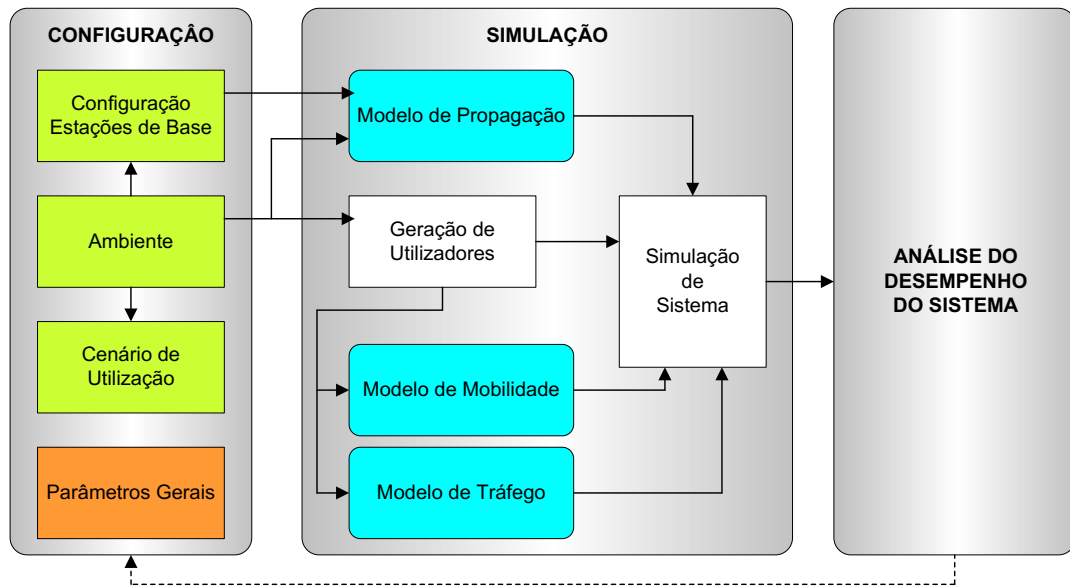 CONFIGURAÇÂO
Configuração
Estações de Base
Ambiente
Cenário de
Utilização
Parâmetros Gerais
SIMULAÇÃO
Modelo de Propagação
Geração de
Utilizadores
Modelo de Mobilidade
Modelo de Tráfego
Simulação
de
Sistema
ANÁLISE DO
DESEMPENHO
DO SISTEMA